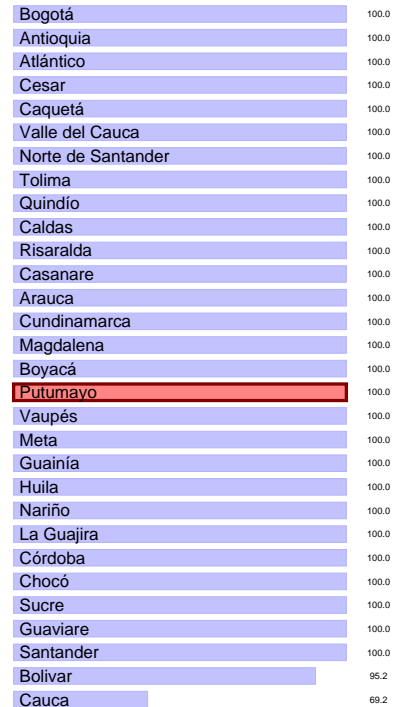 Bogotá 100.0
Antioquia 100.0
Atlántico 100.0
Cesar 100.0
Caquetá 100.0
Valle del Cauca 100.0
Norte de Santander 100.0
Tolima 100.0
Quindío 100.0
Caldas 100.0
Risaralda 100.0
Casanare 100.0
Arauca 100.0
Cundinamarca 100.0
Magdalena 100.0
Boyacá 100.0
Putumayo 100.0
Vaupés 100.0
Meta 100.0
Guainía 100.0
Huila 100.0
Nariño 100.0
La Guajira 100.0
Córdoba 100.0
Chocó 100.0
Sucre 100.0
Guaviare 100.0
Santander 100.0
Bolivar 95.2
Cauca 69.2